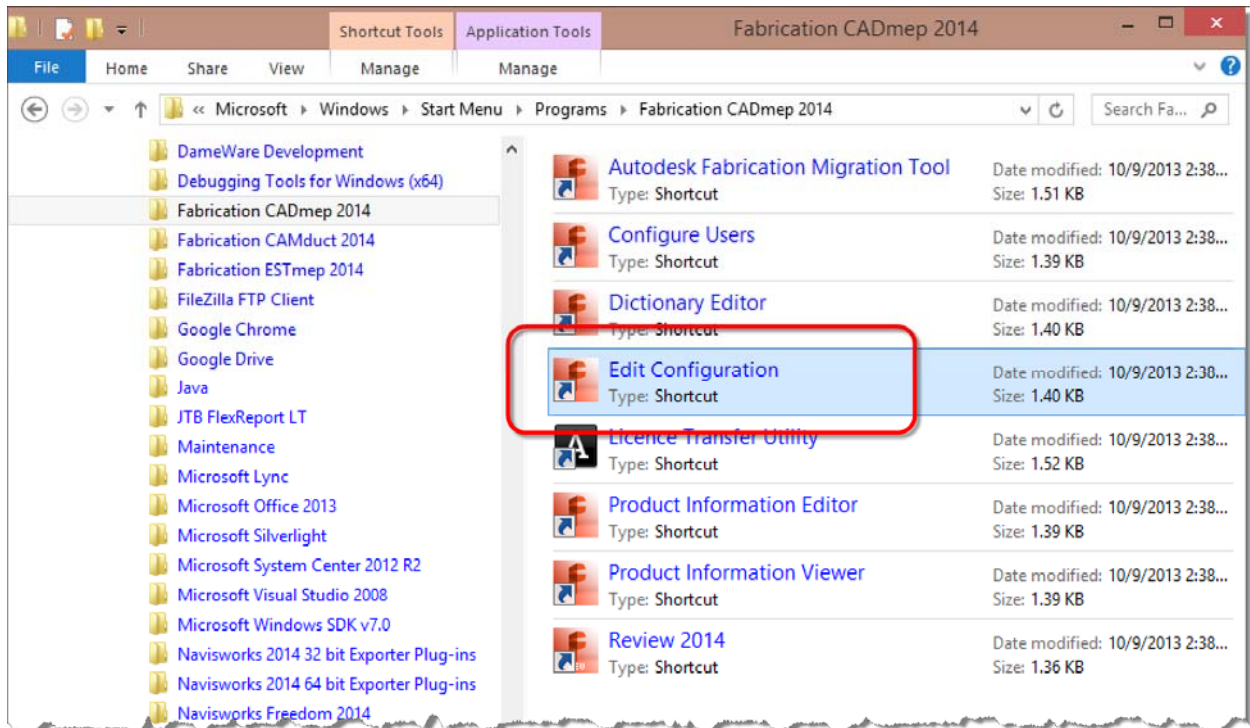 Shortcut Tools
Application Tools
Fabrication CADmep 2014
File
Home
Share
View
Manage
Manage
« Microsoft
Windows
Start Menu
Programs
Fabrication CADmep 2014
Search Fa...
DameWare Development
Debugging Tools for Windows (x64)
Fabrication CADmep 2014
Fabrication CAMduct 2014
Fabrication ESTmep 2014
FileZilla FTP Client
Google Chrome
Google Drive
Java
JTB FlexReport LT
Maintenance
Microsoft Lync
Microsoft Office 2013
Microsoft Silverlight
Microsoft System Center 2012 R2
Microsoft Visual Studio 2008
Microsoft Windows SDK v7.0
Navisworks 2014 32 bit Exporter Plug-ins
Navisworks 2014 64 bit Exporter Plug-ins
Navisworks Freedom 2014
Autodesk Fabrication Migration Tool
Type: Shortcut
Date modified: 10/9/2013 2:38...
Size: 1.51 KB
Configure Users
Type: Shortcut
Date modified: 10/9/2013 2:38...
Size: 1.39 KB
Dictionary Editor
Type: Shortcut
Date modified: 10/9/2013 2:38...
Size: 1.40 KB
Edit Configuration
Type: Shortcut
Date modified: 10/9/2013 2:38...
Size: 1.40 KB
Licence Transfer Utility
Type: Shortcut
Date modified: 10/9/2013 2:38...
Size: 1.52 KB
Product Information Editor
Type: Shortcut
Date modified: 10/9/2013 2:38...
Size: 1.39 KB
Product Information Viewer
Type: Shortcut
Date modified: 10/9/2013 2:38...
Size: 1.39 KB
Review 2014
Type: Shortcut
Date modified: 10/9/2013 2:38...
Size: 1.36 KB